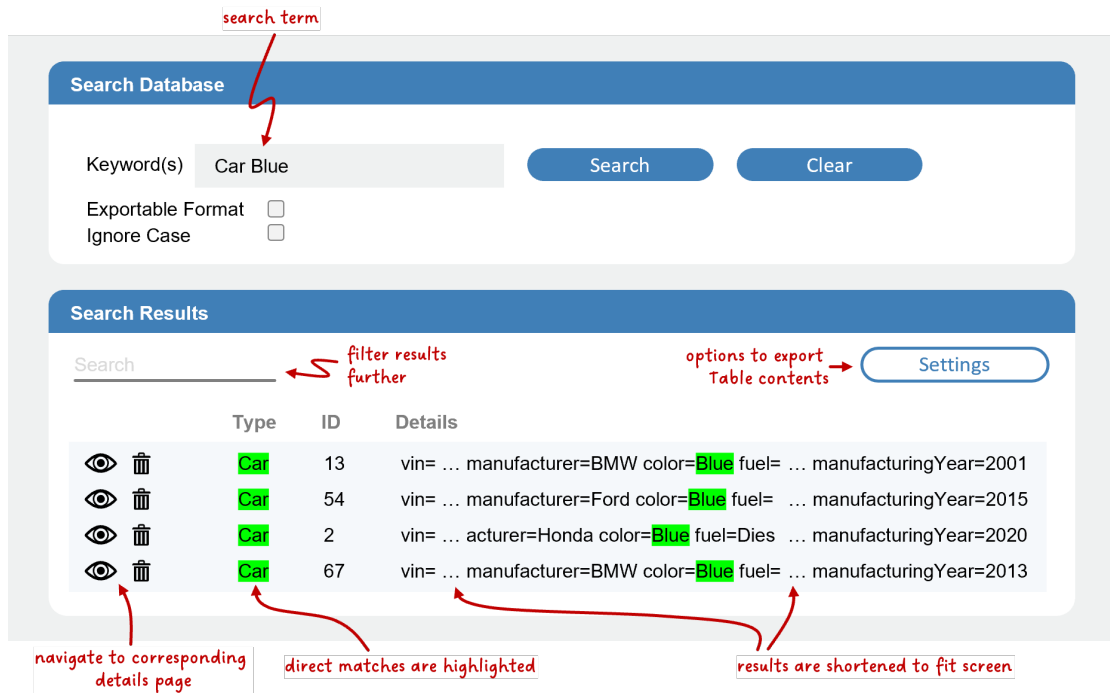 search term
Search Database
Keyword(s) Car Blue Search Clear
Exportable Format
Ignore Case
Search Results
Search
filter results
further
options to export
Table contents
Settings
Type ID Details
Car 13 vin= ... manufacturer=BMW color=Blue fuel= ... manufacturingYear=2001
Car 54 vin= ... manufacturer=Ford color=Blue fuel= ... manufacturingYear=2015
Car 2 vin= ... acturer=Honda color=Blue fuel=Dies ... manufacturingYear=2020
Car 67 vin= ... manufacturer=BMW color=Blue fuel= ... manufacturingYear=2013
navigate to corresponding
details page
direct matches are highlighted
results are shortened to fit screen